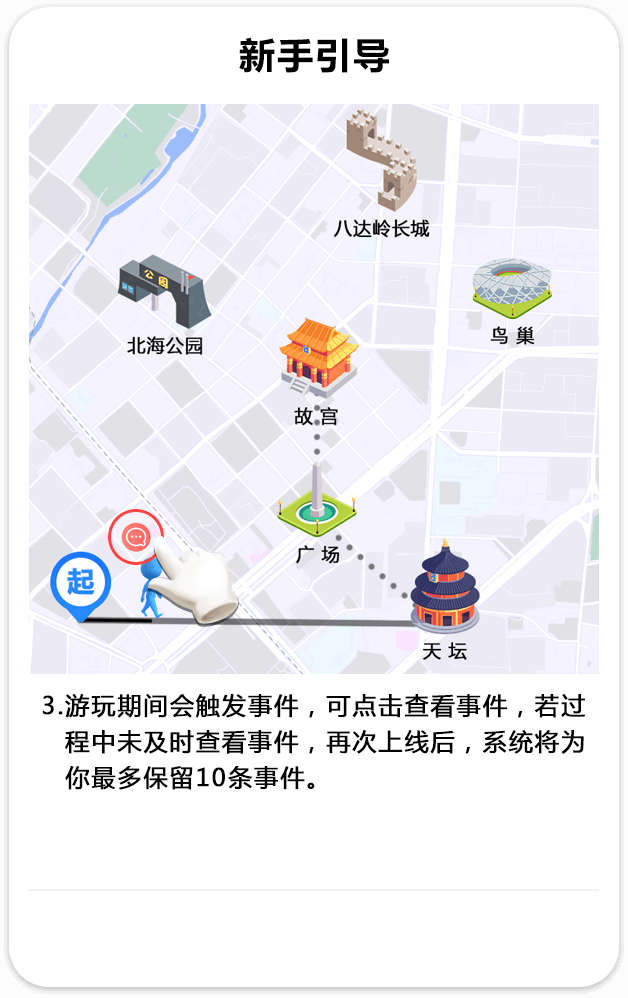 新手引导
八达岭长城
公园
鸟 巢
北海公园
故 宫
广 场
起
天 坛
3.游玩期间会触发事件，可点击查看事件，若过
程中未及时查看事件，再次上线后，系统将为
你最多保留10条事件。